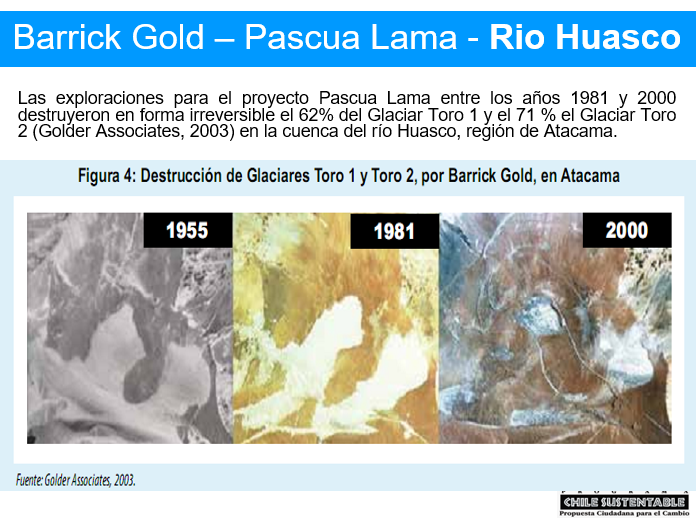 Barrick Gold – Pascua Lama - Rio Huasco
Las exploraciones para el proyecto Pascua Lama entre los años 1981 y 2000
destruyeron en forma irreversible el 62% del Glaciar Toro 1 y el 71 % el Glaciar Toro
2 (Golder Associates, 2003) en la cuenca del río Huasco, región de Atacama.
Figura 4: Destrucción de Glaciares Toro 1 y Toro 2, por Barrick Gold, en Atacama
1955
1981
2000
Fuente: Golder Associates, 2003.
CHILE SUSTENTABLE
Propuesta Ciudadana para el Cambio